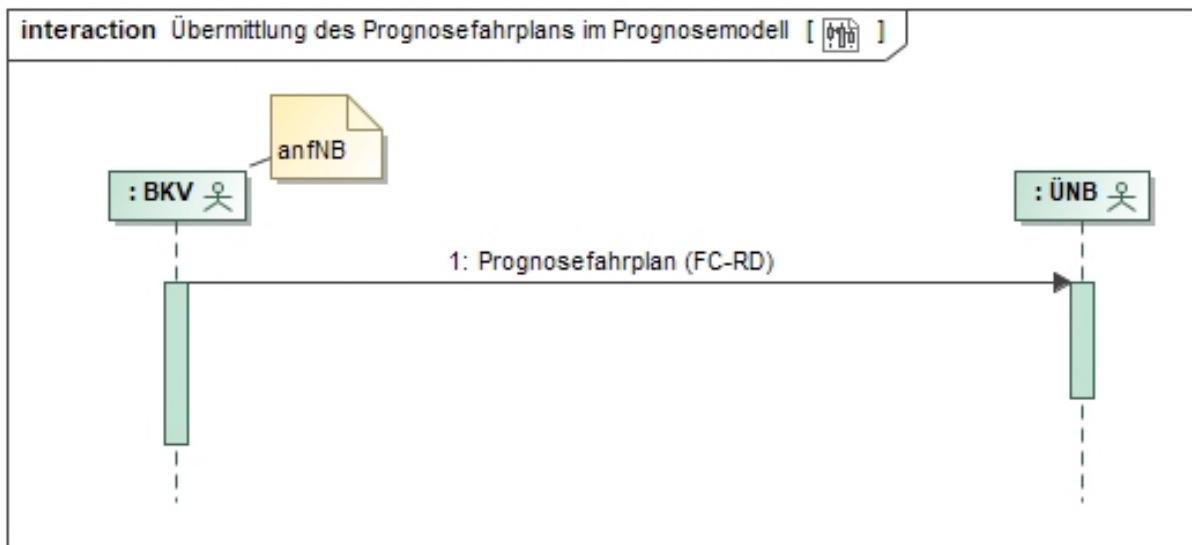 interaction Übermittlung des Prognosefahrplans im Prognosemodell [ ]
anfNB
: BKV
: ÜNB
1: Prognosefahrplan (FC-RD)